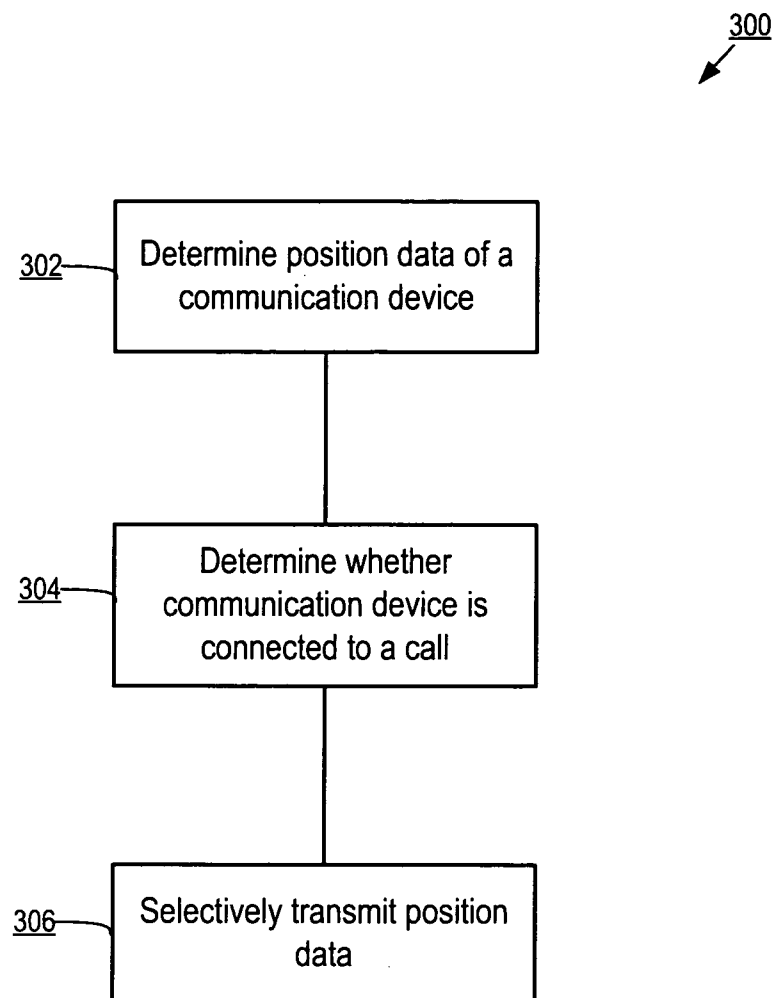 300
302
Determine position data of a
communication device
304
Determine whether
communication device is
connected to a call
306
Selectively transmit position
data